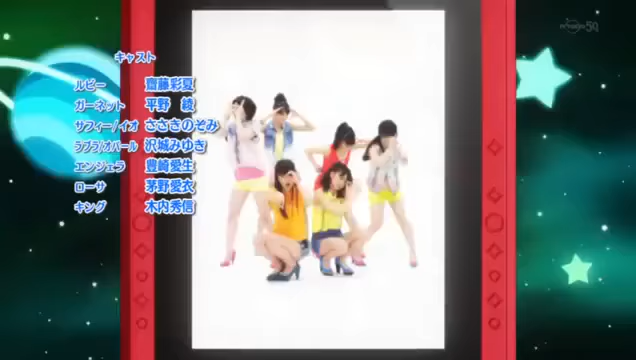 キャスト
ルビー 齋藤彩夏
ガーネット 平野 綾
サフィー/イオ ささきのぞみ
ラブラ/オパール 沢城みゆき
エンジェラ 豊崎愛生
ローサ 茅野愛衣
キング 木内秀信